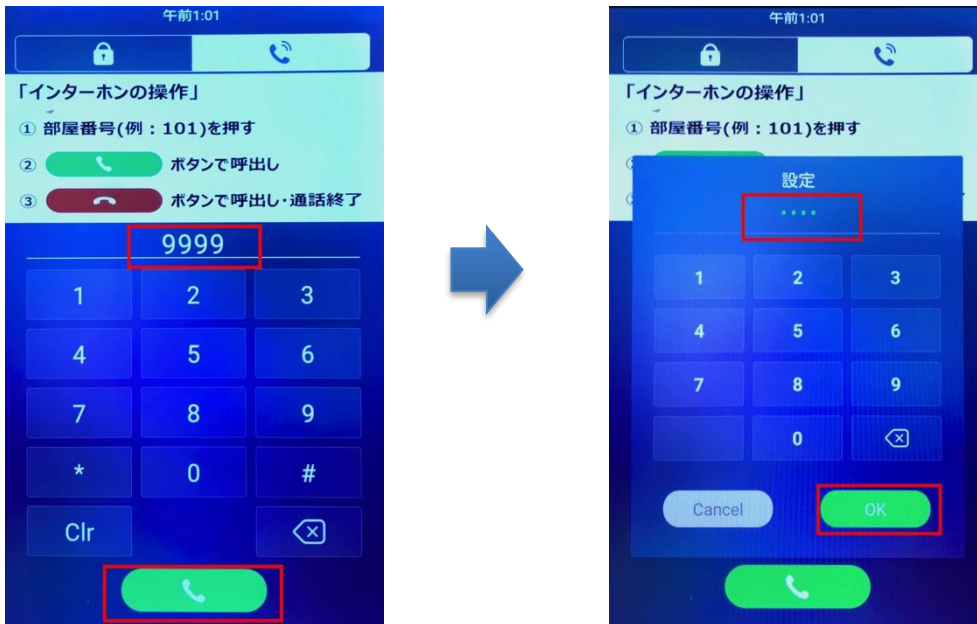 午前1:01
「インターホンの操作」
① 部屋番号(例：101)を押す
② ボタンで呼出し
③ ボタンで呼出し・通話終了
9999
1 2 3
4 5 6
7 8 9
* 0 #
Clr
午前1:01
「インターホンの操作」
① 部屋番号(例：101)を押す
設定
1 2 3
4 5 6
7 8 9
0
Cancel OK